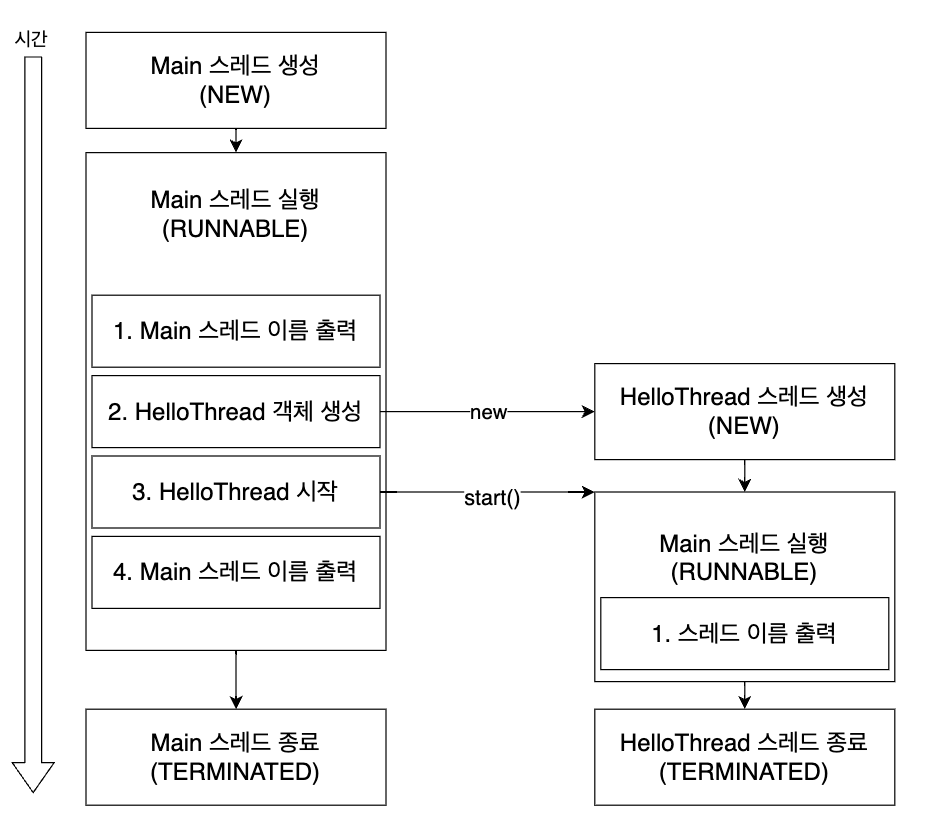 시간
Main 스레드 생성
(NEW)
Main 스레드 실행
(RUNNABLE)
1. Main 스레드 이름 출력
2. HelloThread 객체 생성
new
HelloThread 스레드 생성
(NEW)
3. HelloThread 시작
start()
4. Main 스레드 이름 출력
Main 스레드 실행
(RUNNABLE)
1. 스레드 이름 출력
Main 스레드 종료
(TERMINATED)
HelloThread 스레드 종료
(TERMINATED)